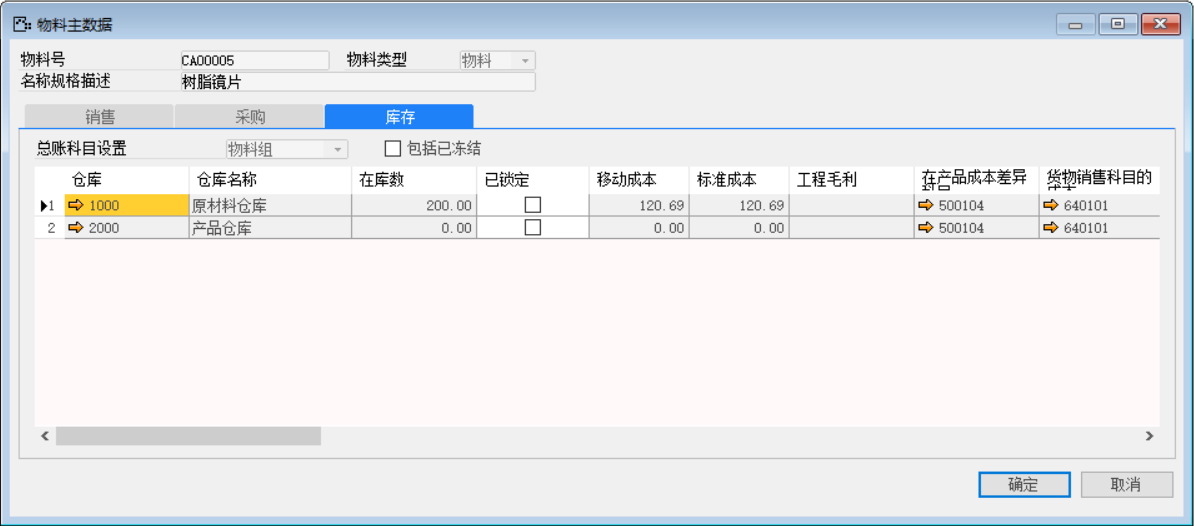 物料主数据
物料号 CA00005 物料类型 物料
名称规格描述 树脂镜片
销售 采购 库存
总账科目设置 物料组 包括已冻结
仓库 仓库名称 在库数 已锁定 移动成本 标准成本 工程毛利 在产品成本差异 货物销售科目的
1 1000 原材料仓库 200.00 120.69 120.69 500104 640101
2 2000 产品仓库 0.00 0.00 0.00 500104 640101
确定 取消